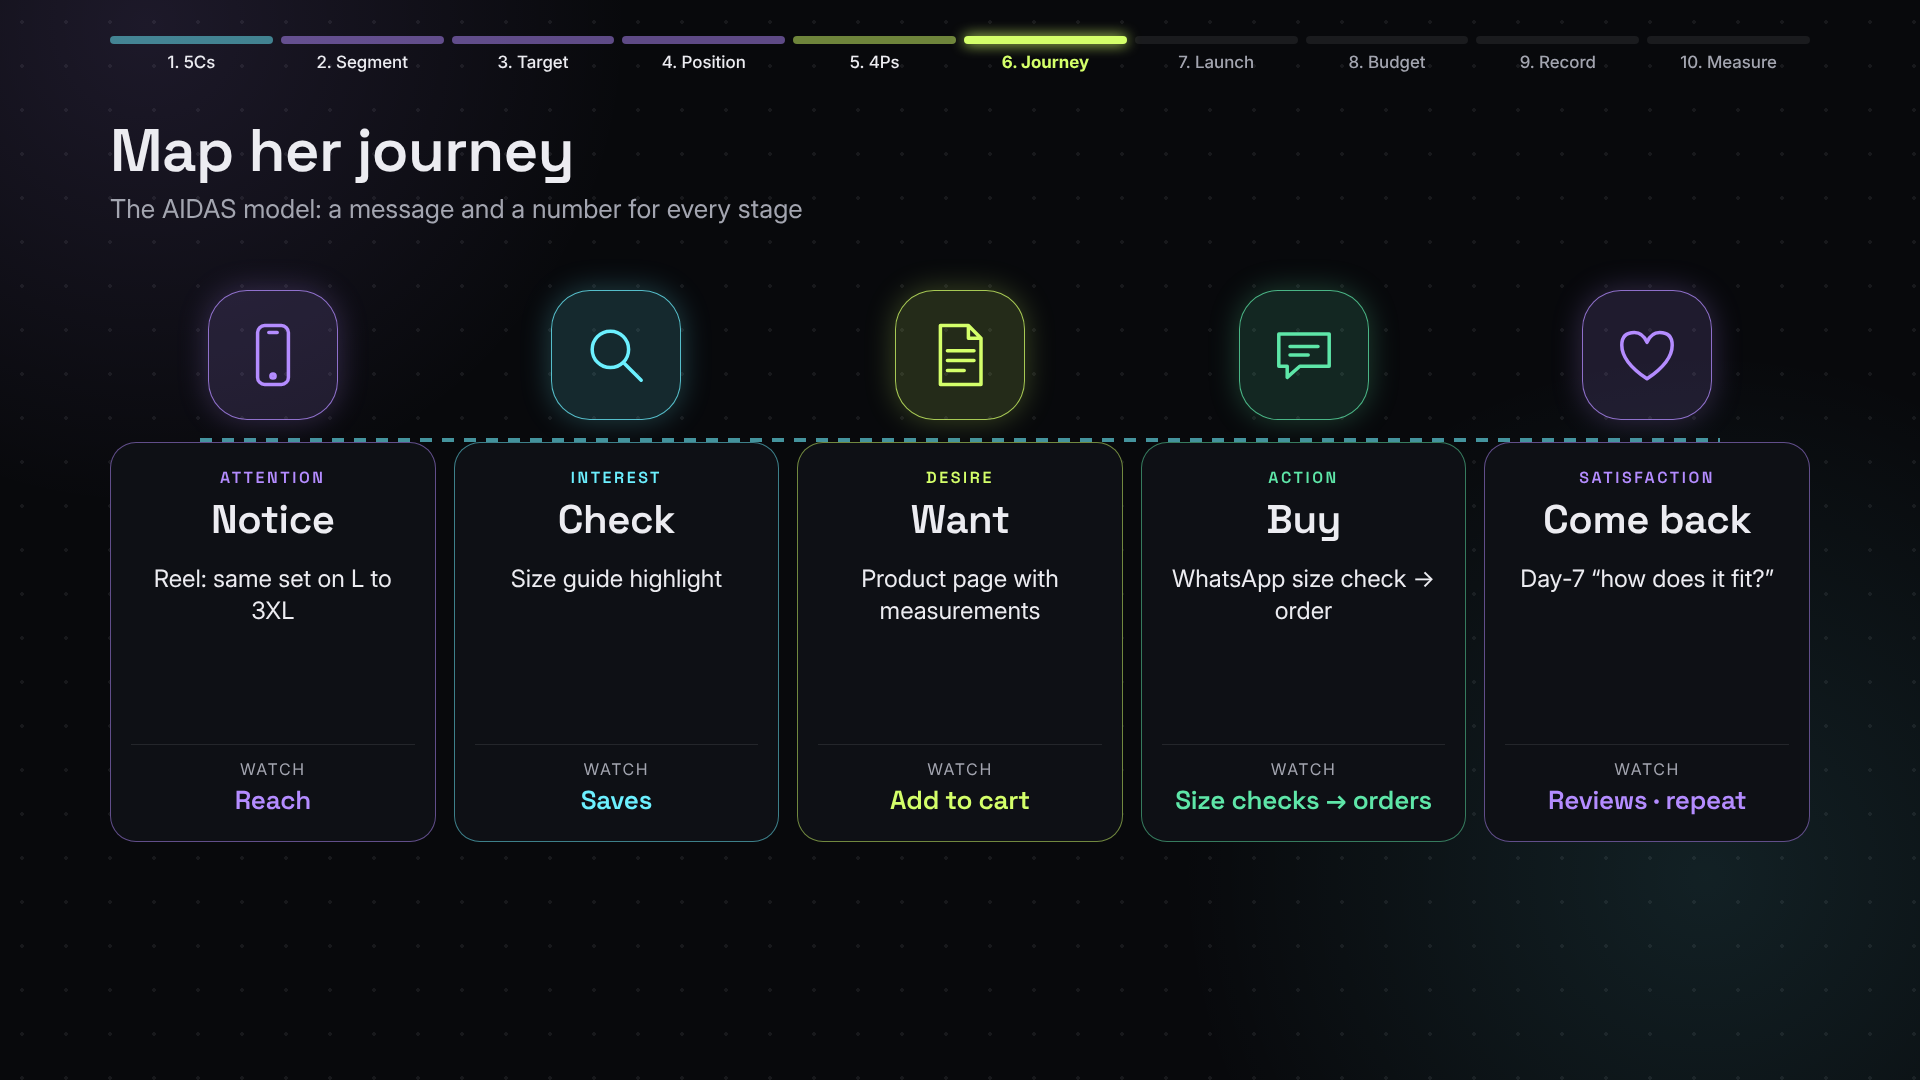 1. 5Cs
2. Segment
3. Target
4. Position
5. 4Ps
6. Journey
7. Launch
8. Budget
9. Record
10. Measure
Map her journey
The AIDAS model: a message and a number for every stage
ATTENTION
Notice
Reel: same set on L to
3XL
WATCH
Reach
INTEREST
Check
Size guide highlight
WATCH
Saves
DESIRE
Want
Product page with
measurements
WATCH
Add to cart
ACTION
Buy
WhatsApp size check →
order
WATCH
Size checks → orders
SATISFACTION
Come back
Day-7 “how does it fit?”
WATCH
Reviews · repeat